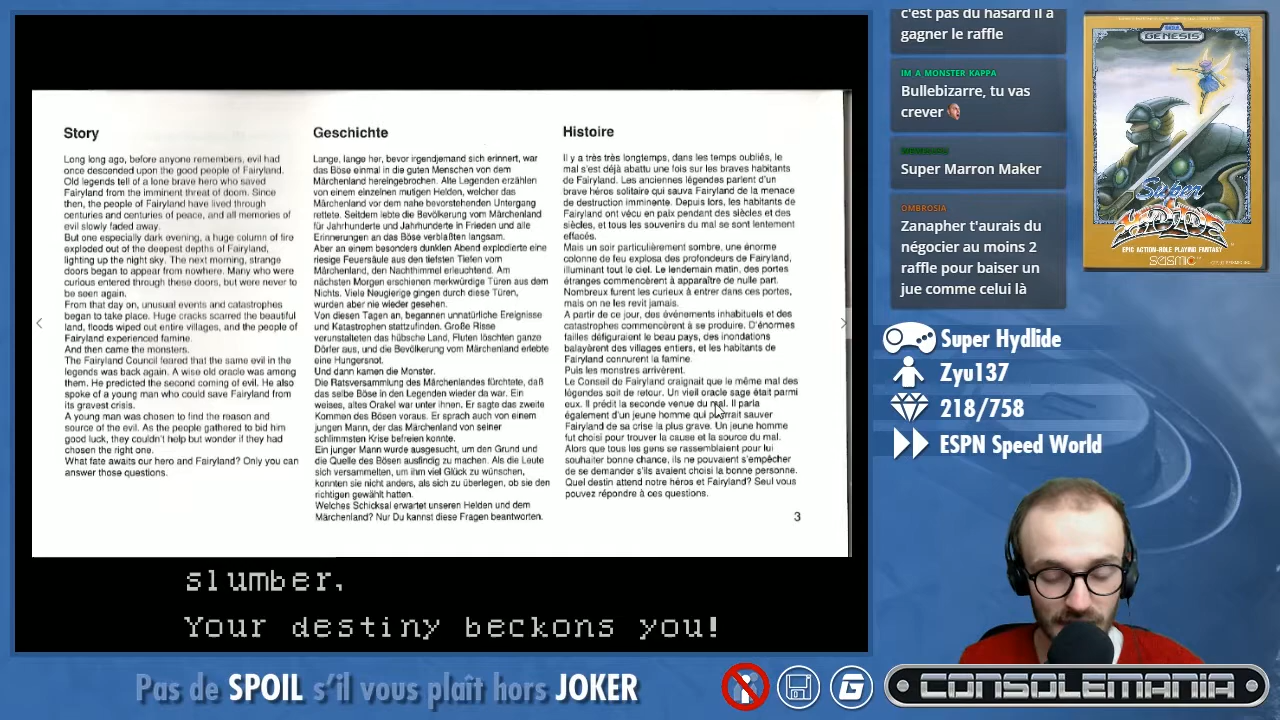 Story
Long long ago, before anyone remembers, evil had
once descended upon the good people of Fairyland.
Old legends tell of a lone brave hero who saved
Fairyland from the imminent threat of doom. Since
then, the people of Fairyland have lived through
centuries and centuries of peace, and all memories of
evil slowly faded away.
But one especially dark evening, a huge column of fire
exploded out of the deepest depths of Fairyland,
lighting up the night sky. The next morning, strange
doors began to appear from nowhere. Many who were
curious entered through these doors, but were never to
be seen again.
From that day on, unusual events and catastrophes
began to take place. Huge cracks scarred the beautiful
land, floods wiped out entire villages, and the people of
Fairyland experienced famine.
And then came the monsters.
The Fairyland Council feared that the same evil in the
legends was back again. A wise old oracle was among
them. He predicted the second coming of evil. He also
spoke of a young man who could save Fairyland from
its gravest crisis.
A young man was chosen to find the reason and
source of the evil. As the people gathered to bid him
good luck, they couldn't help but wonder if they had
chosen the right one.
What fate awaits our hero and Fairyland? Only you can
answer those questions.
Geschichte
Lange, lange her, bevor irgendjemand sich erinnert, war
das Böse einmal in die guten Menschen von dem
Märchenland hereingebrochen. Alte Legenden erzählen
von einem einzelnen mutigen Helden, welcher das
Märchenland vor dem nahe bevorstehenden Untergang
rettete. Seitdem lebte die Bevölkerung vom Märchenland
für Jahrhunderte und Jahrhunderte in Frieden und alle
Erinnerungen an das Böse verblaßten langsam.
Aber an einem besonders dunklen Abend explodierte eine
riesige Feuersäule aus den tiefsten Tiefen vom
Märchenland, den Nachthimmel erleuchtend. Am
nächsten Morgen erschienen merkwürdige Türen aus dem
Nichts. Viele Neugierige gingen durch diese Türen,
wurden aber nie wieder gesehen.
Von diesen Tagen an, begannen unnatürliche Ereignisse
und Katastrophen stattzufinden. Große Risse
verunstalteten das hübsche Land, Fluten löschten ganze
Dörfer aus, und die Bevölkerung vom Märchenland erlebte
eine Hungersnot.
Und dann kamen die Monster.
Die Ratsversammlung des Märchenlandes fürchtete, daß
das selbe Böse in den Legenden wieder da war. Ein
weises, altes Orakel war unter ihnen. Er sagte das zweite
Kommen des Bösen voraus. Er sprach auch von einem
jungen Mann, der das Märchenland von seiner
schlimmsten Krise befreien konnte.
Ein junger Mann wurde ausgesucht, um den Grund und
die Quelle des Bösen ausfindig zu machen. Als die Leute
sich versammelten, um ihm viel Glück zu wünschen,
konnten sie nicht anders, als sich zu überlegen, ob sie den
richtigen gewählt hatten.
Welches Schicksal erwartet unseren Helden und dem
Märchenland? Nur Du kannst diese Fragen beantworten.
Histoire
Il y a très très longtemps, dans les temps oubliés, le
mal s'est déjà abattu une fois sur les braves habitants
de Fairyland. Les anciennes légendes parlent d'un
brave héros solitaire qui sauva Fairyland de la menace
de destruction imminente. Depuis lors, les habitants de
Fairyland ont vécu en paix pendant des siècles et des
siècles, et tous les souvenirs du mal se sont lentement
effacés.
Mais un soir particulièrement sombre, une énorme
colonne de feu explosa des profondeurs de Fairyland,
illuminant tout le ciel. Le lendemain matin, des portes
étranges commencèrent à apparaître de nulle part.
Nombreux furent les curieux à entrer dans ces portes,
mais on ne les revit jamais.
A partir de ce jour, des événements inhabituels et des
catastrophes commencèrent à se produire. D'énormes
failles défiguraient le beau pays, des inondations
balayèrent des villages entiers, et les habitants de
Fairyland connurent la famine.
Puis les monstres arrivèrent.
Le Conseil de Fairyland craignait que le même mal des
légendes soit de retour. Un vieil oracle sage était parmi
eux. Il prédit la seconde venue du mal. Il parla
également d'un jeune homme qui pourrait sauver
Fairyland de sa crise la plus grave. Un jeune homme
fut choisi pour trouver la cause et la source du mal.
Alors que tous les gens se rassemblaient pour lui
souhaiter bonne chance, ils ne pouvaient s'empêcher
de se demander s'ils avaient choisi la bonne personne.
Quel destin attend notre héros et Fairyland? Seul vous
pouvez répondre à ces questions.
3
slumber,
Your destiny beckons you!
c'est pas du hasard il a
gagner le raffle
IM A MONSTER KAPPA
Bullebizarre, tu vas
crever
Super Marron Maker
OMBROSIA
Zanapher t'aurais du
négocier au moins 2
raffle pour baiser un
jue comme celui là
SEGA
GENESIS
Super
HYDLIDE
EPIC ACTION-ROLE PLAYING FANTASY
SEISMIC
Super Hydlide
Zyu137
218/758
ESPN Speed World
Pas de SPOIL s'il vous plaît hors JOKER
G
CONSOLEMANIA